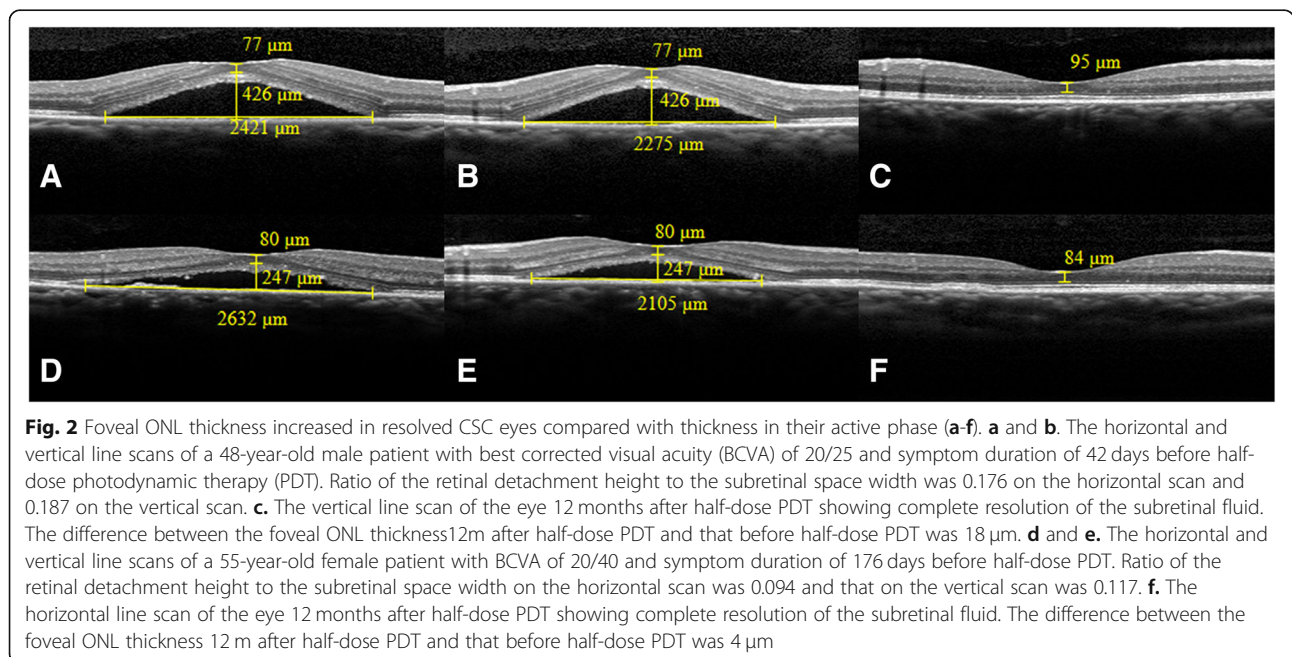 77 µm
426 µm
2421 µm
A
77 µm
426 µm
2275 µm
B
95 µm
C
80 µm
247 µm
2632 µm
D
80 µm
247 µm
2105 µm
E
84 µm
F
Fig. 2 Foveal ONL thickness increased in resolved CSC eyes compared with thickness in their active phase (a-f). a and b. The horizontal and
vertical line scans of a 48-year-old male patient with best corrected visual acuity (BCVA) of 20/25 and symptom duration of 42 days before half-
dose photodynamic therapy (PDT). Ratio of the retinal detachment height to the subretinal space width was 0.176 on the horizontal scan and
0.187 on the vertical scan. c. The vertical line scan of the eye 12 months after half-dose PDT showing complete resolution of the subretinal fluid.
The difference between the foveal ONL thickness12m after half-dose PDT and that before half-dose PDT was 18 µm. d and e. The horizontal and
vertical line scans of a 55-year-old female patient with BCVA of 20/40 and symptom duration of 176 days before half-dose PDT. Ratio of the
retinal detachment height to the subretinal space width on the horizontal scan was 0.094 and that on the vertical scan was 0.117. f. The
horizontal line scan of the eye 12 months after half-dose PDT showing complete resolution of the subretinal fluid. The difference between the
foveal ONL thickness 12 m after half-dose PDT and that before half-dose PDT was 4 µm